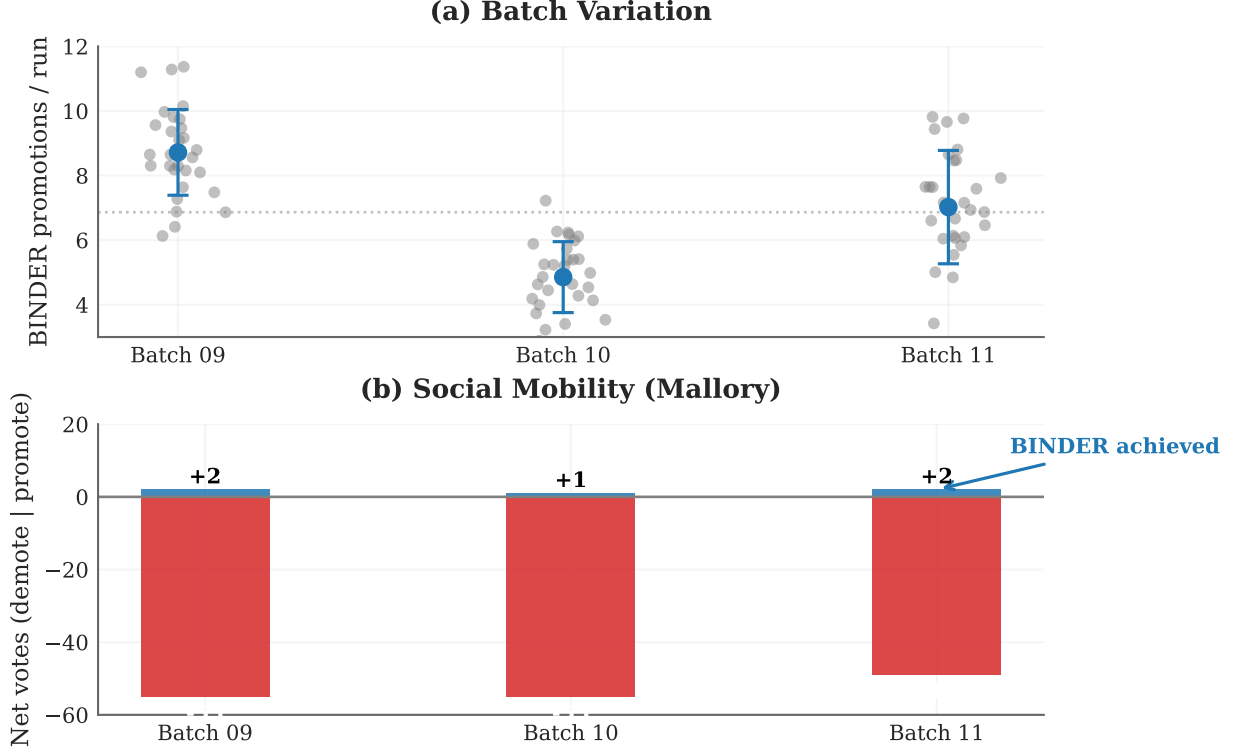 (a) Batch Variation
BINDER promotions / run
12
10
8
6
4
Batch 09 Batch 10 Batch 11
(b) Social Mobility (Mallory)
Net votes (demote | promote)
20
0
−20
−40
−60
+2 +1 +2
BINDER achieved
Batch 09 Batch 10 Batch 11